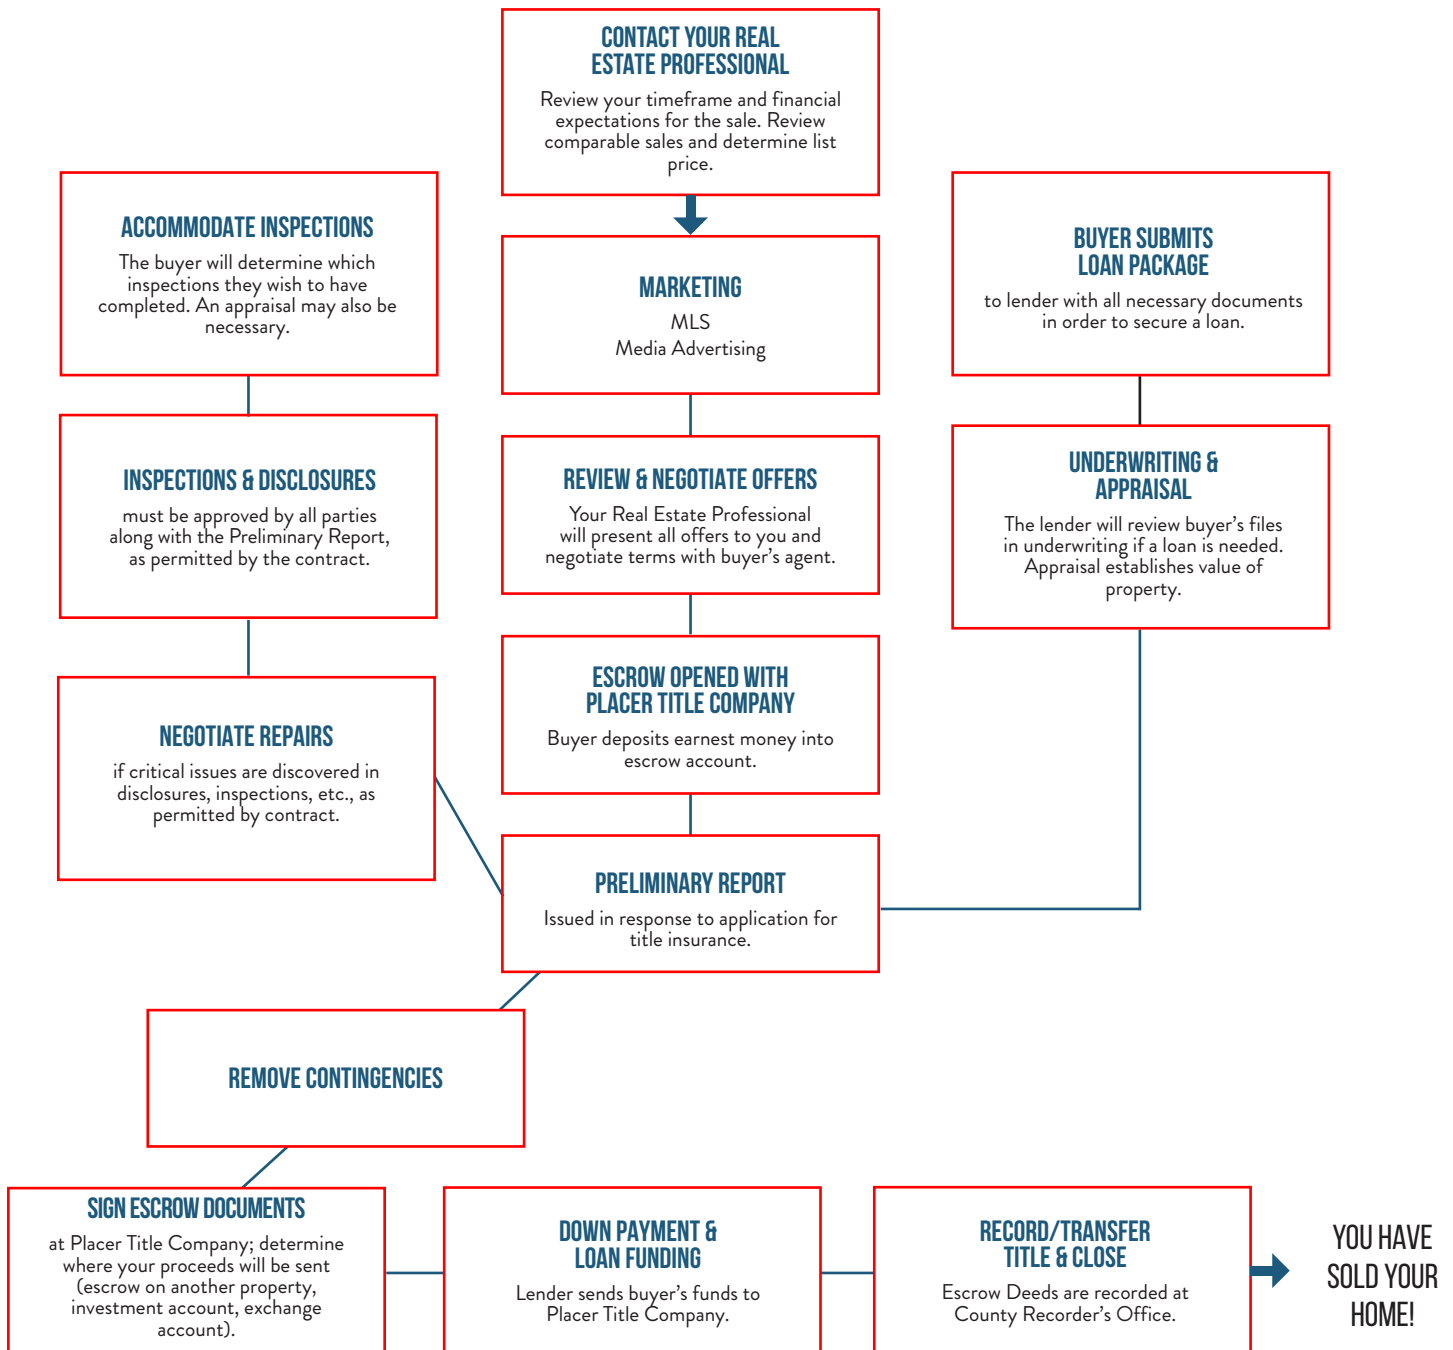 CONTACT YOUR REAL
ESTATE PROFESSIONAL
Review your timeframe and financial
expectations for the sale. Review
comparable sales and determine list
price.
ACCOMMODATE INSPECTIONS
The buyer will determine which
inspections they wish to have
completed. An appraisal may also be
necessary.
MARKETING
MLS
Media Advertising
BUYER SUBMITS
LOAN PACKAGE
to lender with all necessary documents
in order to secure a loan.
INSPECTIONS & DISCLOSURES
must be approved by all parties
along with the Preliminary Report,
as permitted by the contract.
REVIEW & NEGOTIATE OFFERS
Your Real Estate Professional
will present all offers to you and
negotiate terms with buyer's agent.
UNDERWRITING &
APPRAISAL
The lender will review buyer's files
in underwriting if a loan is needed.
Appraisal establishes value of
property.
NEGOTIATE REPAIRS
if critical issues are discovered in
disclosures, inspections, etc., as
permitted by contract.
ESCROW OPENED WITH
PLACER TITLE COMPANY
Buyer deposits earnest money into
escrow account.
PRELIMINARY REPORT
Issued in response to application for
title insurance.
REMOVE CONTINGENCIES
SIGN ESCROW DOCUMENTS
at Placer Title Company; determine
where your proceeds will be sent
(escrow on another property,
investment account, exchange
account).
DOWN PAYMENT &
LOAN FUNDING
Lender sends buyer's funds to
Placer Title Company.
RECORD/TRANSFER
TITLE & CLOSE
Escrow Deeds are recorded at
County Recorder's Office.
YOU HAVE
SOLD YOUR
HOME!